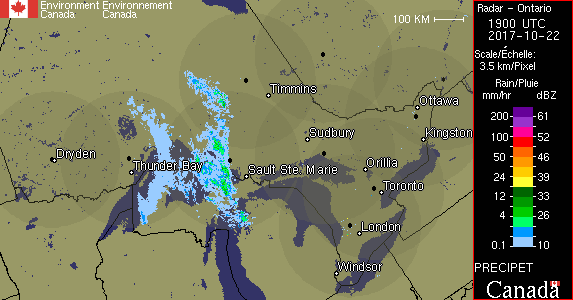 Environment Environnement
Canada Canada
100 KM
Timmins
Ottawa
Sudbury
Kingston
Dryden
Thunder Bay
Sault Ste. Marie
Orillia
Toronto
London
Windsor
Radar - Ontario
1900 UTC
2017-10-22
Scale/Échelle:
3.5 km/Pixel
Rain/Pluie
mm/hr dBZ
200 61
100 52
50 46
24 39
12 33
4 26
0.1 10
PRECIPET
Canada